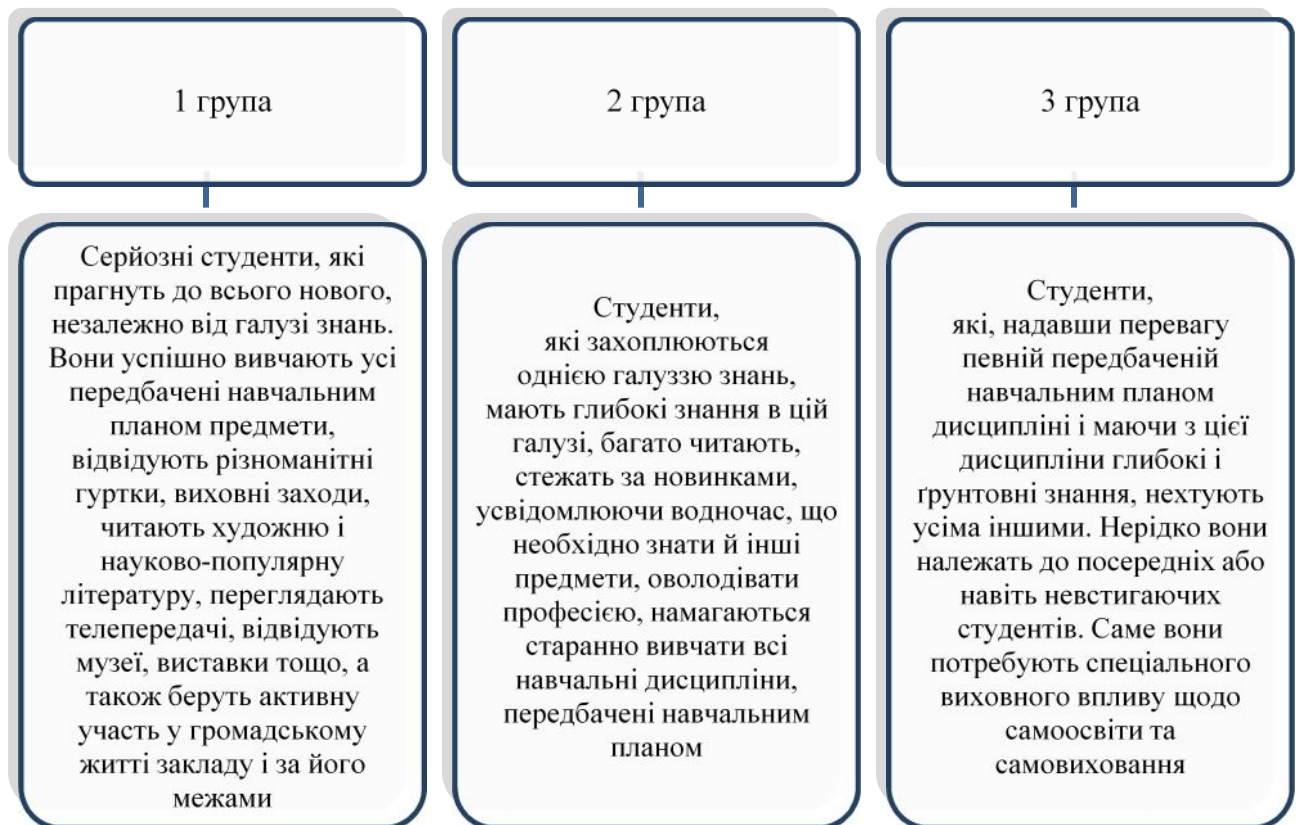 1 група
2 група
3 група
Серйозні студенти, які
прагнуть до всього нового,
незалежно від галузі знань.
Вони успішно вивчають усі
передбачені навчальним
планом предмети,
відвідують різноманітні
гуртки, виховні заходи,
читають художню і
науково-популярну
літературу, переглядають
телепередачі, відвідують
музеї, виставки тощо, а
також беруть активну
участь у громадському
житті закладу і за його
межами
Студенти,
які захоплюються
однією галуззю знань,
мають глибокі знання в цій
галузі, багато читають,
стежать за новинками,
усвідомлюючи водночас, що
необхідно знати й інші
предмети, оволодівати
професією, намагаються
старанно вивчати всі
навчальні дисципліни,
передбачені навчальним
планом
Студенти,
які, надавши перевагу
певній передбаченій
навчальним планом
дисципліні і маючи з цієї
дисципліни глибокі і
ґрунтовні знання, нехтують
усіма іншими. Нерідко вони
належать до посередніх або
навіть невстигаючих
студентів. Саме вони
потребують спеціального
виховного впливу щодо
самоосвіти та
самовиховання